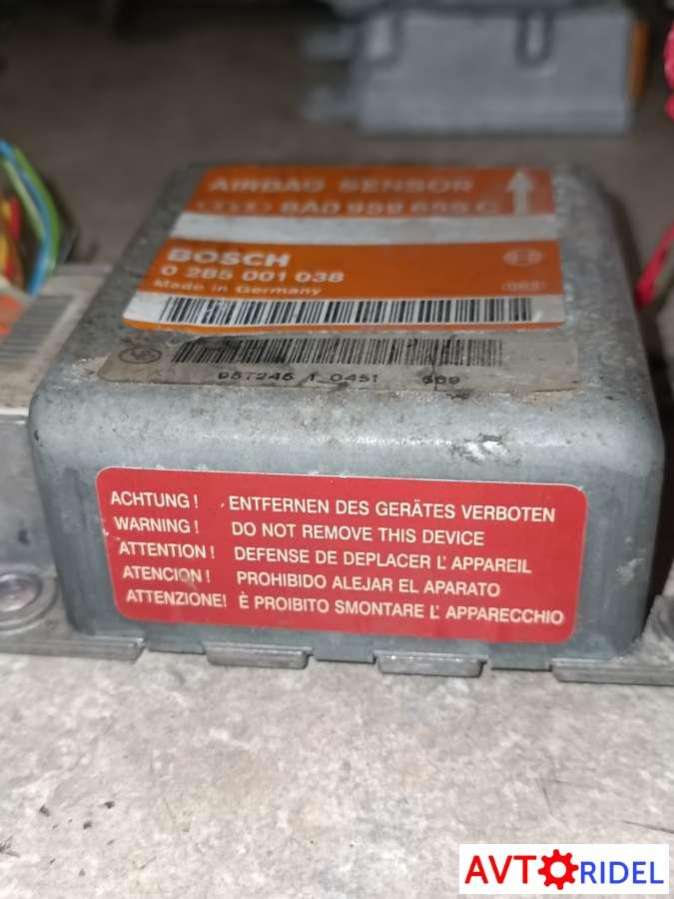 AIRBAG SENSOR
8A0 959 655 C
BOSCH
0 285 001 038
Made in Germany
ACHTUNG! ENTFERNEN DES GERÄTES VERBOTEN
WARNING! DO NOT REMOVE THIS DEVICE
ATTENTION! DEFENSE DE DEPLACER L'APPAREIL
ATENCION! PROHIBIDO ALEJAR EL APARATO
ATTENZIONE! È PROIBITO SMONTARE L'APPARECCHIO
AVTORIDEL